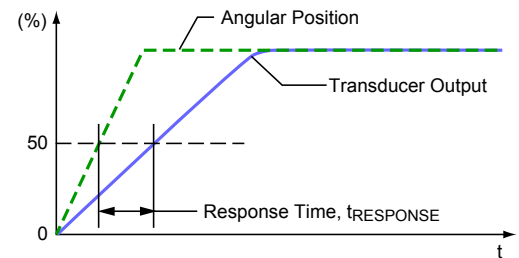 (%)
Angular Position
Transducer Output
50
Response Time, tRESPONSE
0
t